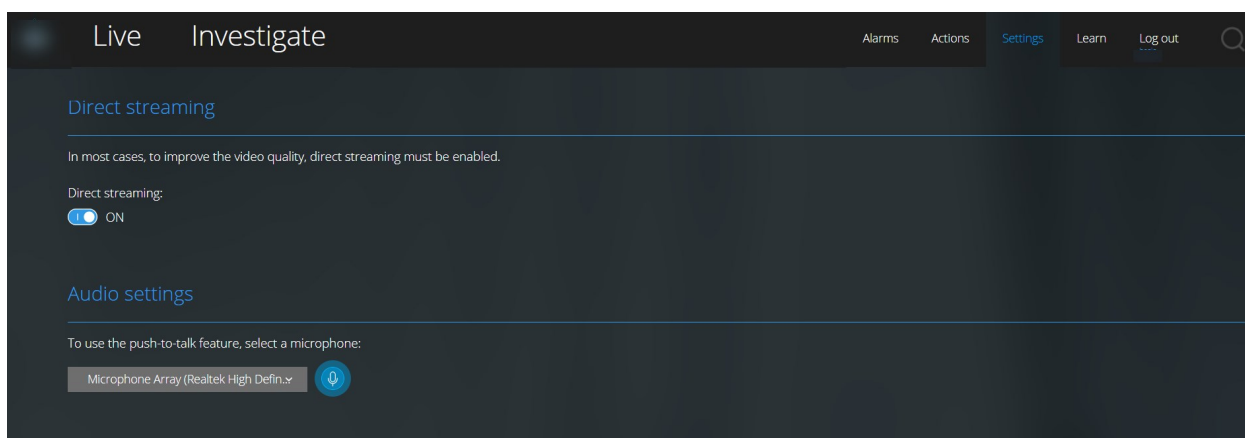 Live Investigate Alarms Actions Settings Learn Log out
Direct streaming
In most cases, to improve the video quality, direct streaming must be enabled.
Direct streaming:
ON
Audio settings
To use the push-to-talk feature, select a microphone:
Microphone Array (Realtek High Defin...